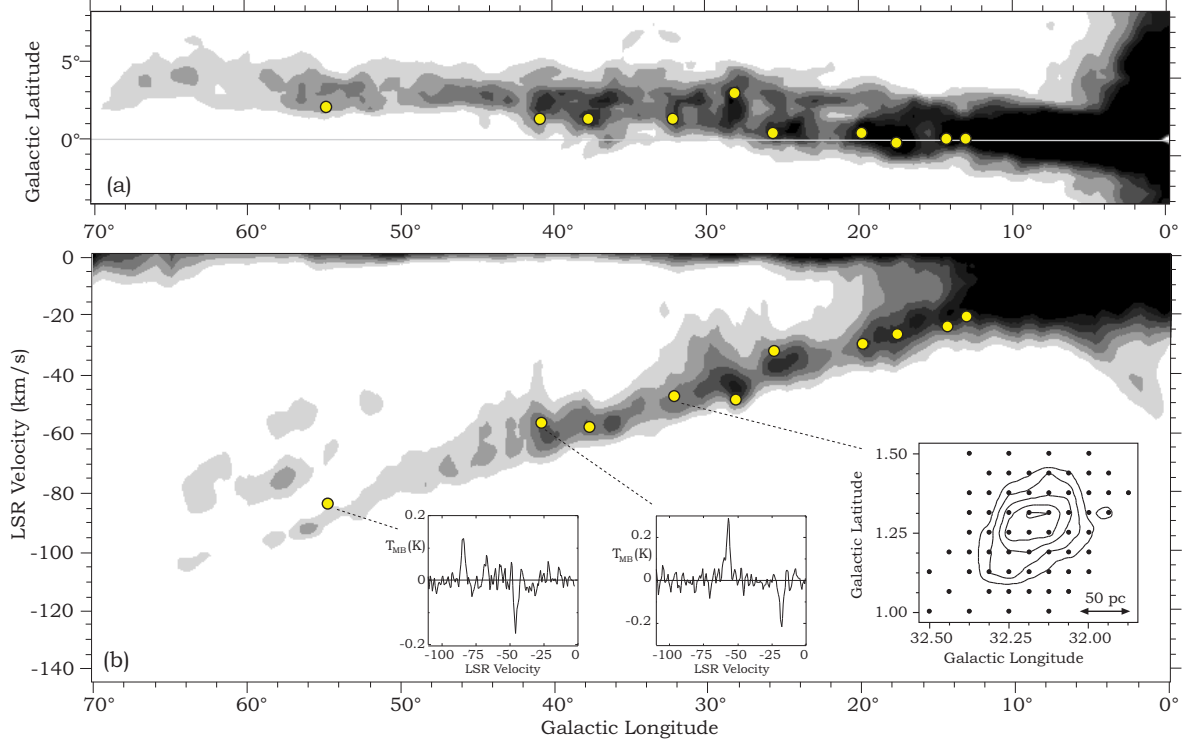 Galactic Latitude
5°
0°
(a)
70° 60° 50° 40° 30° 20° 10° 0°
LSR Velocity (km/s)
0
-20
-40
-60
-80
-100
-120
-140
(b)
0.2
T_MB(K)
0
-0.2
-100 -75 -50 -25 0
LSR Velocity
0.2
T_MB(K)
0
-0.2
-100 -75 -50 -25 0
LSR Velocity
Galactic Latitude
1.50
1.25
1.00
50 pc
32.50 32.25 32.00
Galactic Longitude
70° 60° 50° 40° 30° 20° 10° 0°
Galactic Longitude